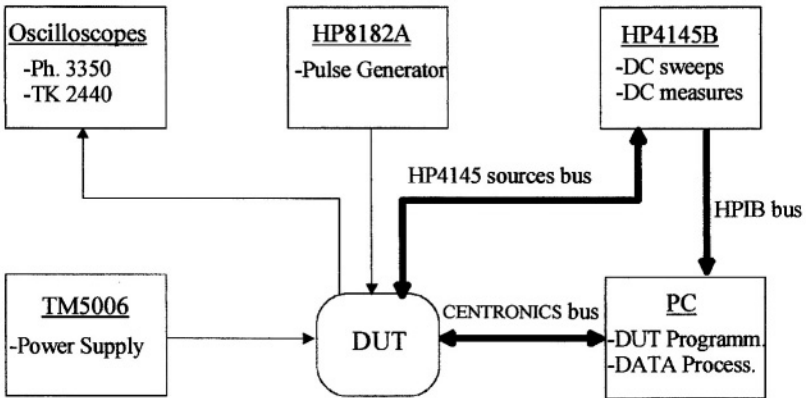 Oscilloscopes
-Ph. 3350
-TK 2440
HP8182A
-Pulse Generator
HP4145B
-DC sweeps
-DC measures
HP4145 sources bus
HPIB bus
TM5006
-Power Supply
DUT
CENTRONICS bus
PC
-DUT Programm.
-DATA Process.